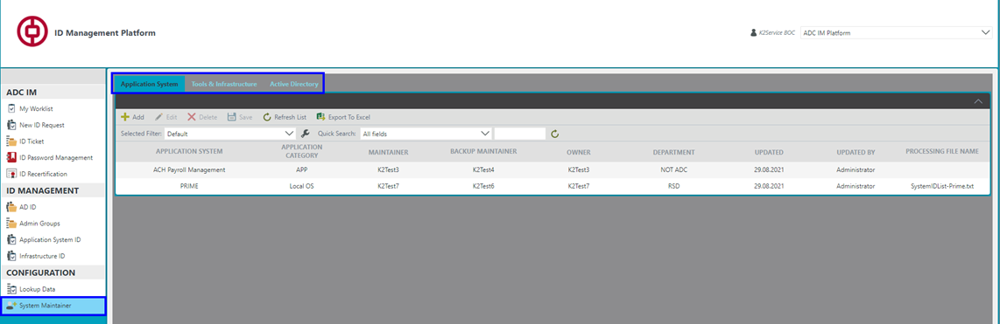 ID Management Platform
K2Service BOC
ADC IM Platform
Application System
Tools & Infrastructure
Active Directory
ADC IM
My Worklist
New ID Request
ID Ticket
ID Password Management
ID Recertification
ID MANAGEMENT
AD ID
Admin Groups
Application System ID
Infrastructure ID
CONFIGURATION
Lookup Data
System Maintainer
Add Edit Delete Save Refresh List Export To Excel
Selected Filter: Default Quick Search: All fields
APPLICATION SYSTEM APPLICATION CATEGORY MAINTAINER BACKUP MAINTAINER OWNER DEPARTMENT UPDATED UPDATED BY PROCESSING FILE NAME
ACH Payroll Management APP K2Test3 K2Test4 K2Test3 NOT ADC 29.08.2021 Administrator
PRIME Local OS K2Test7 K2Test6 K2Test7 RSD 29.08.2021 Administrator SystemIDList-Prime.txt